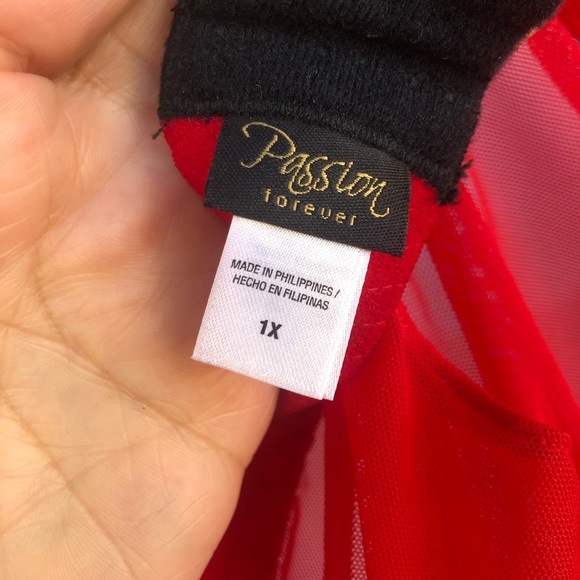 Passion
forever
MADE IN PHILIPPINES /
HECHO EN FILIPINAS
1X